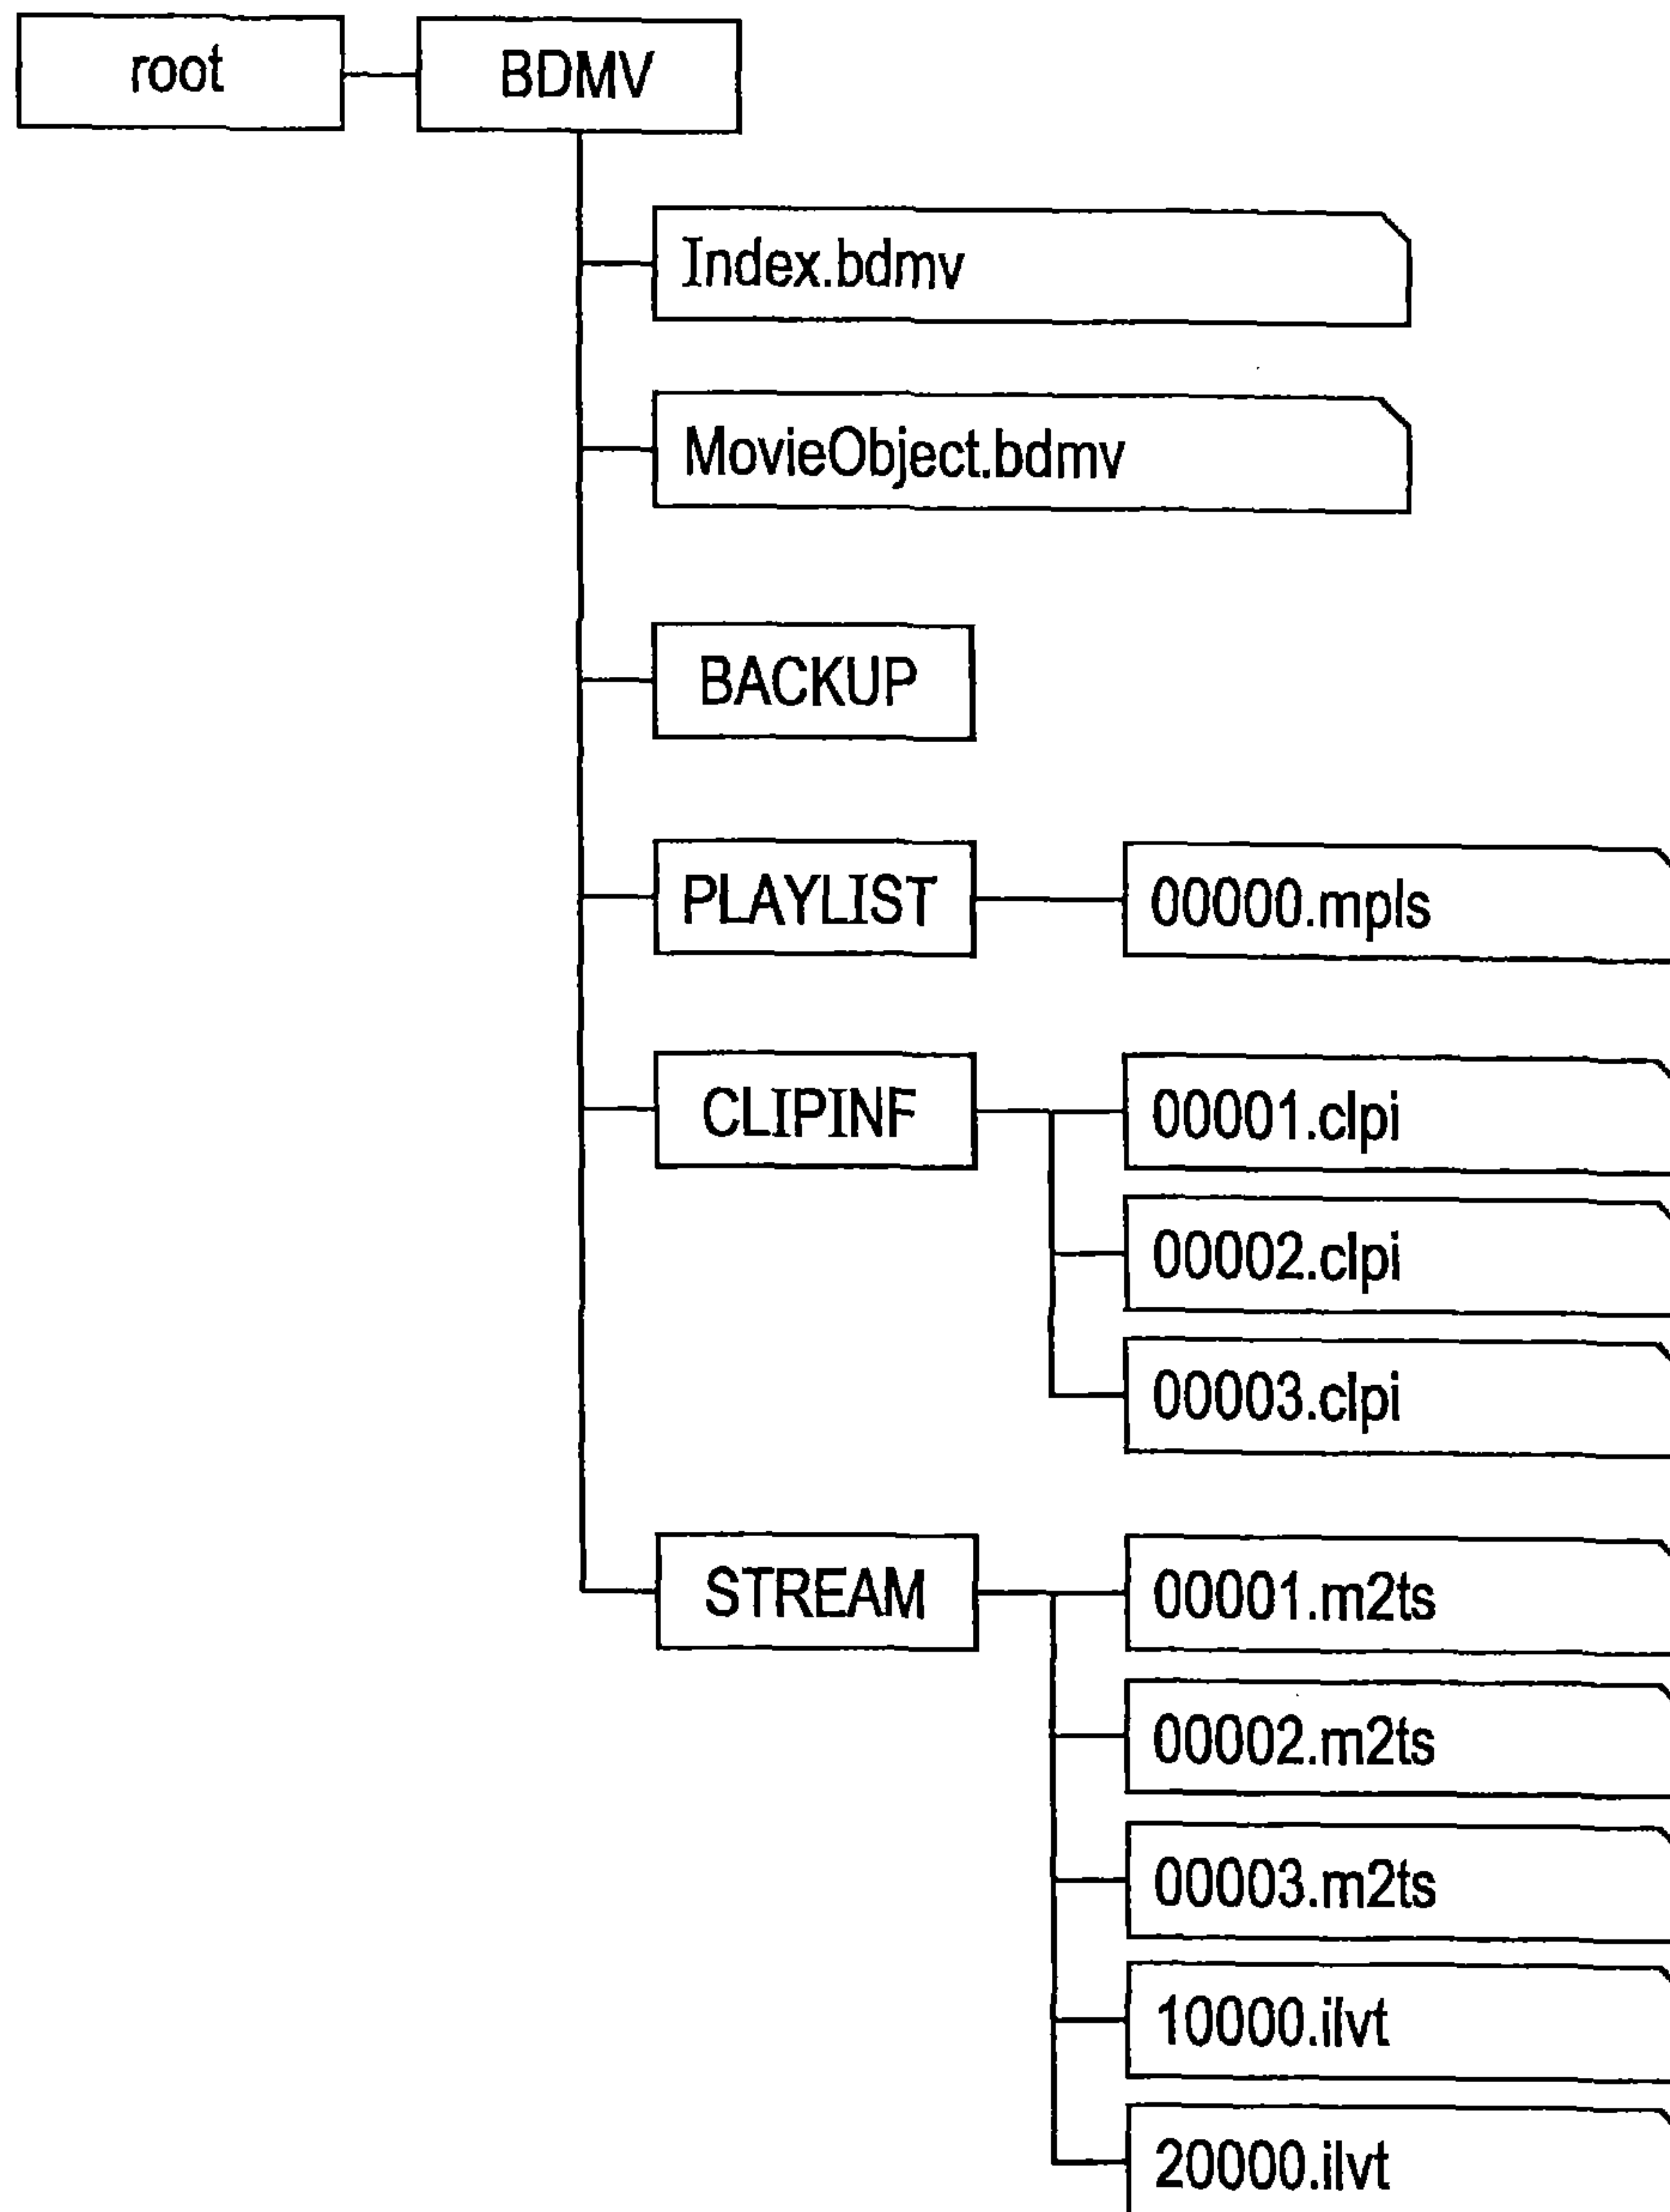 root
BDMV
Index.bdmv
MovieObject.bdmv
BACKUP
PLAYLIST
00000.mpls
CLIPINF
00001.clpi
00002.clpi
00003.clpi
STREAM
00001.m2ts
00002.m2ts
00003.m2ts
10000.ilvt
20000.ilvt